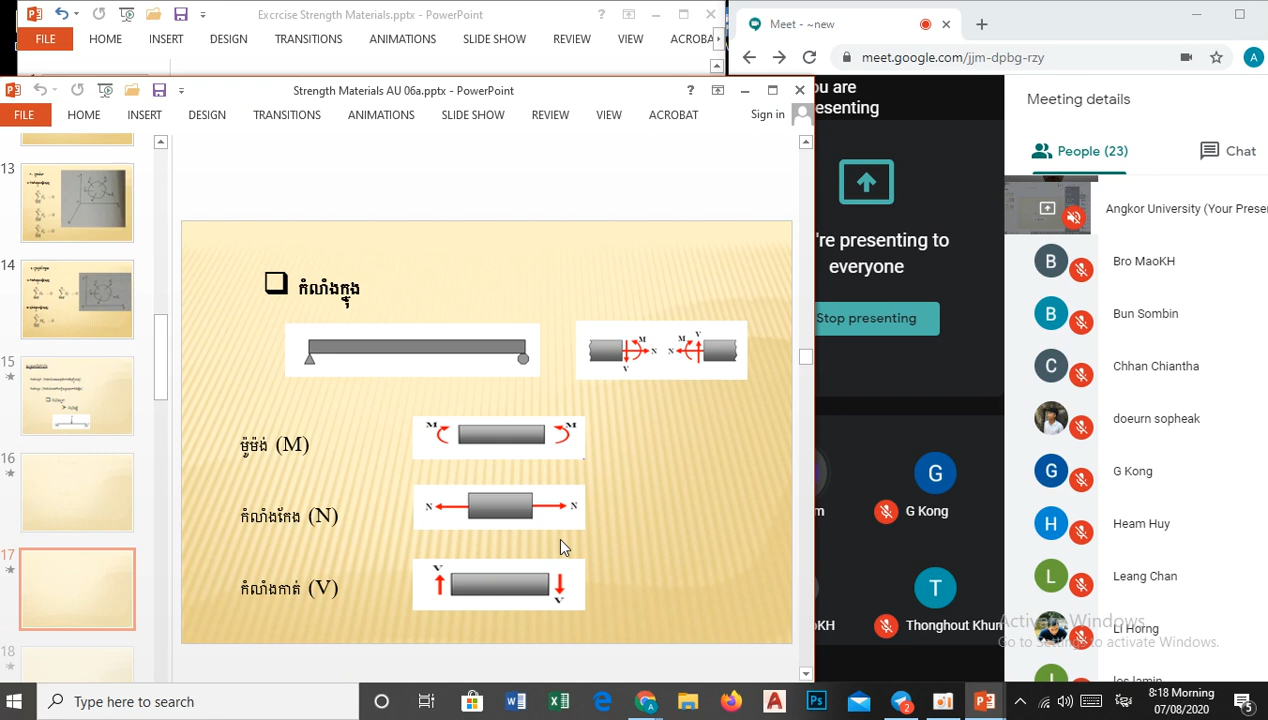 Excrcise Strength Materials.pptx - PowerPoint
FILE HOME INSERT DESIGN TRANSITIONS ANIMATIONS SLIDE SHOW REVIEW VIEW ACROBA
Strength Materials AU 06a.pptx - PowerPoint
FILE HOME INSERT DESIGN TRANSITIONS ANIMATIONS SLIDE SHOW REVIEW VIEW ACROBAT Sign in
13
14
15
16
17
18
កំលាំងក្នុង
M V
N N
V M
ម៉ូម៉ង់ (M)
M M
កំលាំងកែង (N)
N N
កំលាំងកាត់ (V)
V V
Meet - ~new
meet.google.com/jjm-dpbg-rzy
A
ou are
esenting
're presenting to
everyone
Stop presenting
G
G Kong
T
Thonghout Khun
Meeting details
People (23) Chat
Angkor University (Your Prese
B Bro MaoKH
B Bun Sombin
C Chhan Chiantha
doeurn sopheak
G G Kong
H Heam Huy
L Leang Chan
Li Horng
Activate Windows
Go to Settings to activate Windows.
Type here to search
8:18 Morning
07/08/2020
5